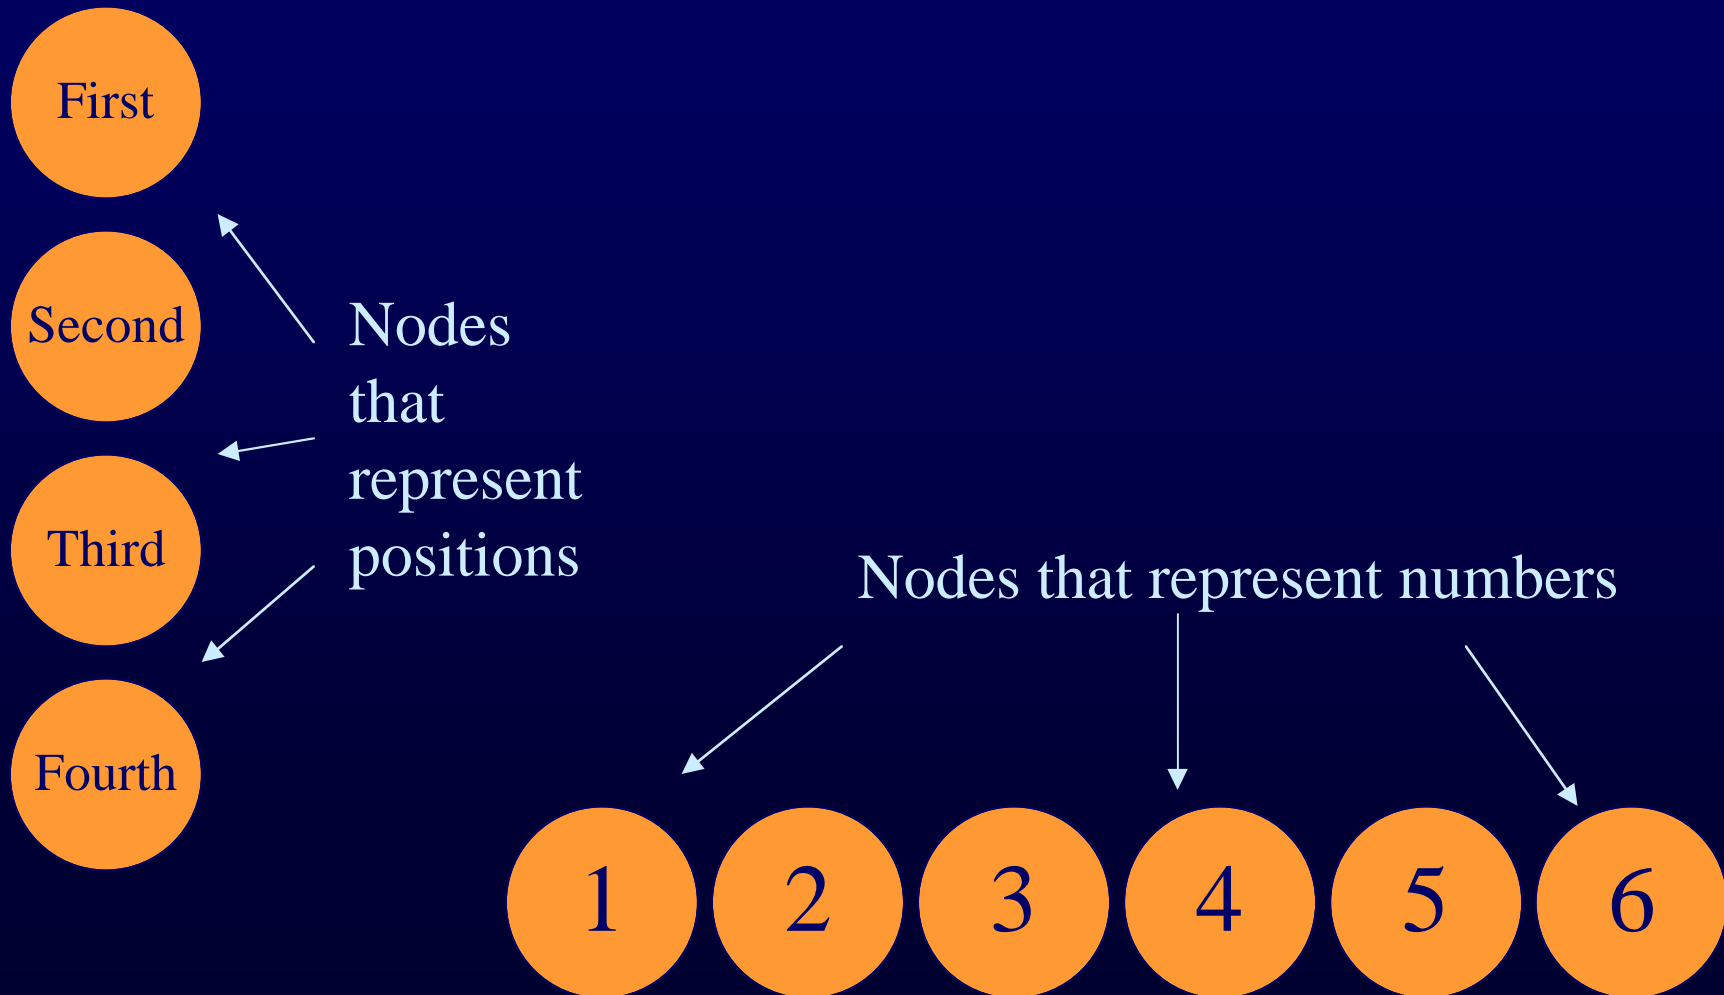 First
Second
Third
Fourth
Nodes
that
represent
positions
Nodes that represent numbers
1 2 3 4 5 6